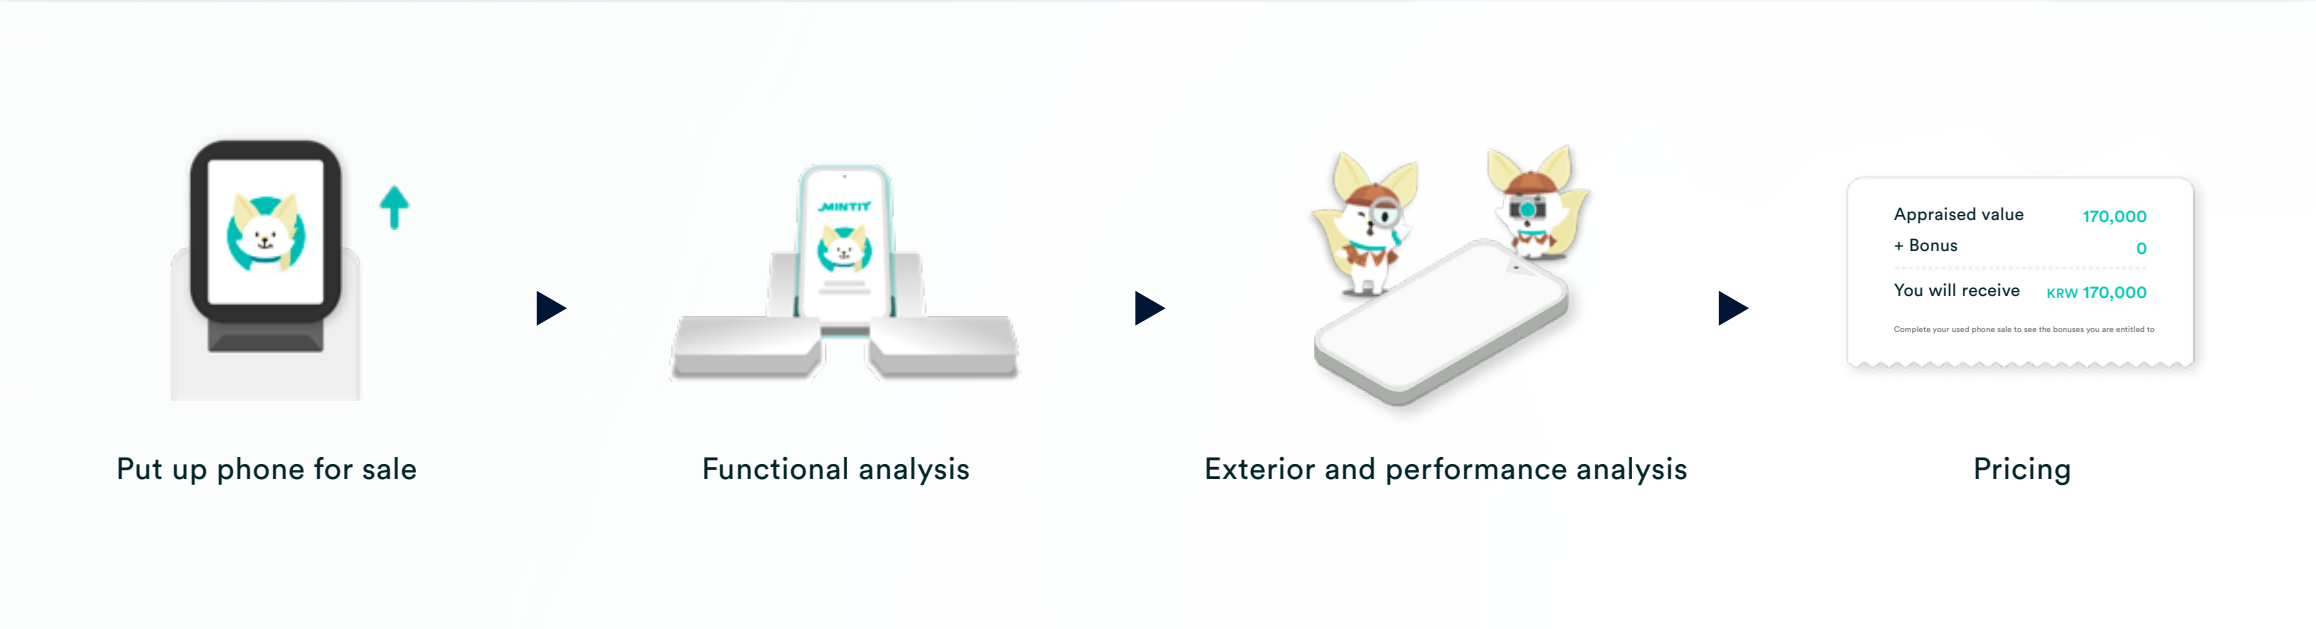 MINTIT
Appraised value 170,000
+ Bonus 0
You will receive KRW 170,000
Complete your used phone sale to see the bonuses you are entitled to
Put up phone for sale
Functional analysis
Exterior and performance analysis
Pricing